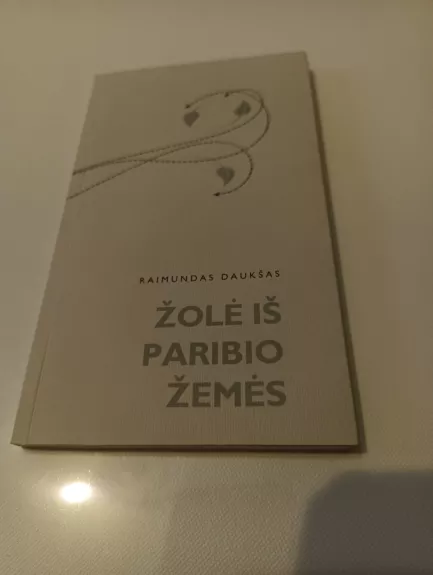 RAIMUNDAS DAUKŠAS
ŽOLĖ IŠ
PARIBIO
ŽEMĖS